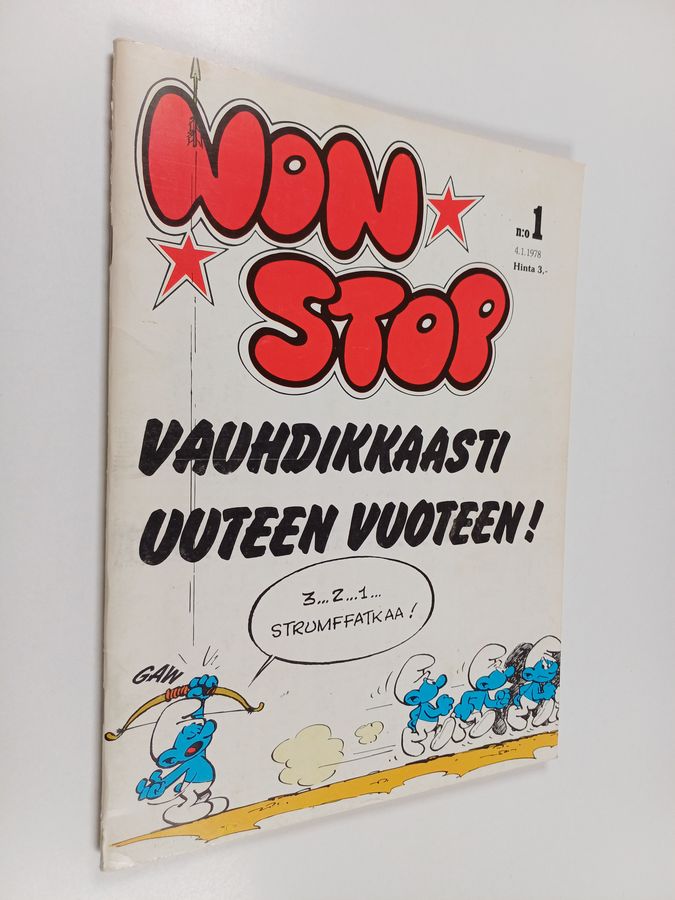 NON
STOP
n:o 1
4.1.1978
Hinta 3,-
VAUHDIKKAASTI
UUTEEN VUOTEEN!
3...2...1...
STRUMFFATKAA!
GAW